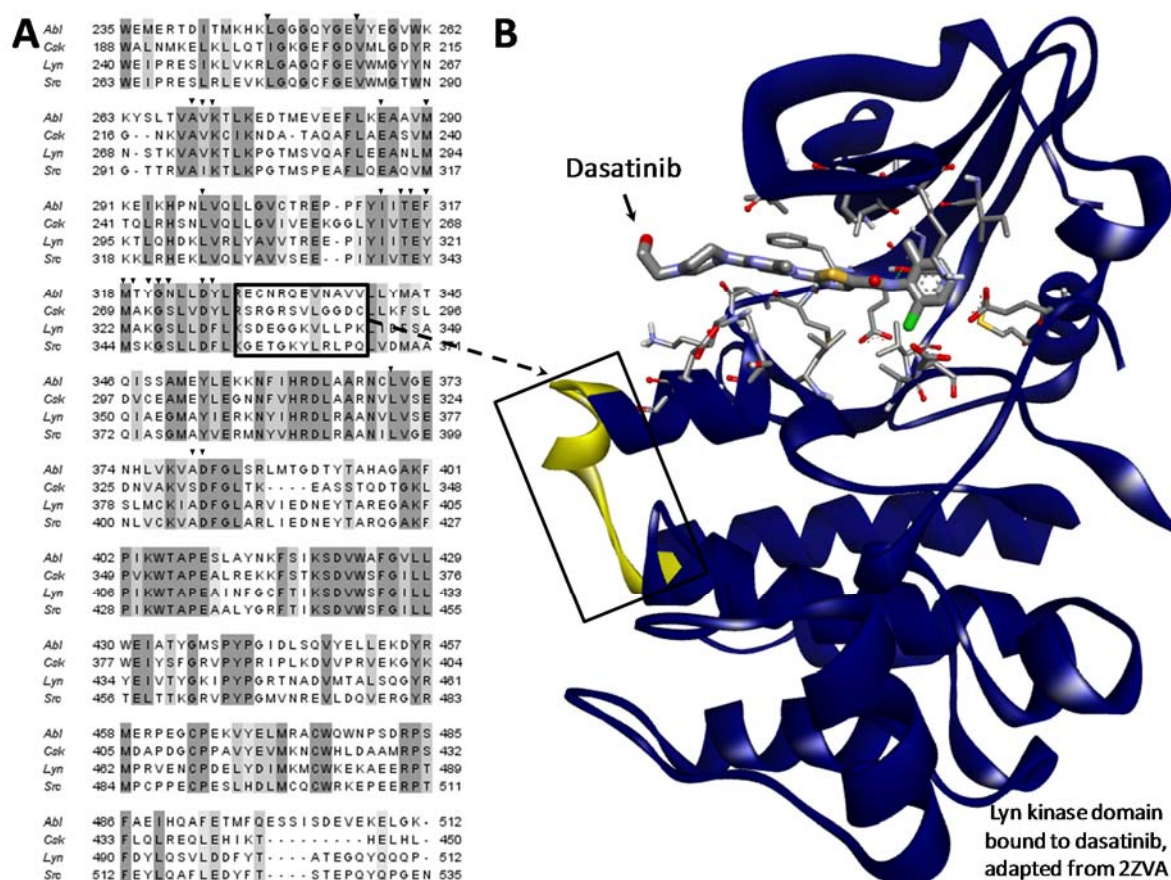 A
Abl 235 WEMERTDITMKHKLGGGQYGEVYEGVWK 262
Csk 188 WALNMKELKLLQTIGKGEFGDVMLGDYR 215
Lyn 240 WEIPRESIKLVKRLGAGQFGEVWMGYYN 267
Src 263 WEIPRESLRLEVKLGQGCFGEVWMGTWN 290
Abl 263 KYSLTVAVKTLKEDTMEVEEFLKEAAVM 290
Csk 216 G--NKVAVKCIKNDA-TAQAFLAEASVM 240
Lyn 268 N-STKVAVKTLKPGTMSVQAFLEEANLM 294
Src 291 G-TTRVAIKTLKPGTMSPEAFLQEAQVM 317
Abl 291 KEIKHPNLVQLLGVCTREP-PFYIITEF 317
Csk 241 TQLRHSNLVQLLGVIVEEKGGLYIVTEY 268
Lyn 295 KTLQHDKLVRLYAVVTREE-PIYIITEY 321
Src 318 KKLRHEKLVQLYAVVSEE--PIYIVTEY 343
Abl 318 MTYGNLLDYLRECNRQEVNAVVLLYMAT 345
Csk 269 MAKGSLVDYLRSRGRSVLGGDCLLKFSL 296
Lyn 322 MAKGSLLDFLKSDEGGKVLLPKLIDFSA 349
Src 344 MSKGSLLDFLKGETGKYLRLPQLVDMAA 371
Abl 346 QISSAMEYLEKKNFIHRDLAARNCLVGE 373
Csk 297 DVCEAMEYLEGNNFVHRDLAARNVLVSE 324
Lyn 350 QIAEGMAYIERKNYIHRDLRAANVLVSE 377
Src 372 QIASGMAYVERMNYVHRDLRAANILVGE 399
Abl 374 NHLVKVADFGLSRLMTGDTYTAHAGAKF 401
Csk 325 DNVAKVSDFGLTK----EASSTQDTGKL 348
Lyn 378 SLMCKIADFGLARVIEDNEYTAREGAKF 405
Src 400 NLVCKVADFGLARLIEDNEYTARQGAKF 427
Abl 402 PIKWTAPESLAYNKFSIKSDVWAFGVLL 429
Csk 349 PVKWTAPEALREKKFSTKSDVWSFGILL 376
Lyn 406 PIKWTAPEAINFGCFTIKSDVWSFGILL 433
Src 428 PIKWTAPEAALYGRFTIKSDVWSFGILL 455
Abl 430 WEIATYGMSPYPGIDLSQVYELLEKDYR 457
Csk 377 WEIYSFGRVPYPRIPLKDVVPRVEKGYK 404
Lyn 434 YEIVTYGKIPYPGRTNADVMTALSQGYR 461
Src 456 TELTTKGRVPYPGMVNREVLDQVERGYR 483
Abl 458 MERPEGCPEKVYELMRACWQWNPSDRPS 485
Csk 405 MDAPDGCPPAVYEVMKNCWHLDAAMRPS 432
Lyn 462 MPRVENCPDELYDIMKMCWKEKAEERPT 489
Src 484 MPCPPECPESLHDLMCQCWRKEPEERPT 511
Abl 486 FAEIHQAFETMFQESSISDEVEKELGK- 512
Csk 433 FLQLREQLEHIKT---------HELHL- 450
Lyn 490 FDYLQSVLDDFYT----ATEGQYQQQP- 512
Src 512 FEYLQAFLEDYFT----STEPQYQPGEN 535
B
Dasatinib
Lyn kinase domain
bound to dasatinib,
adapted from 2ZVA